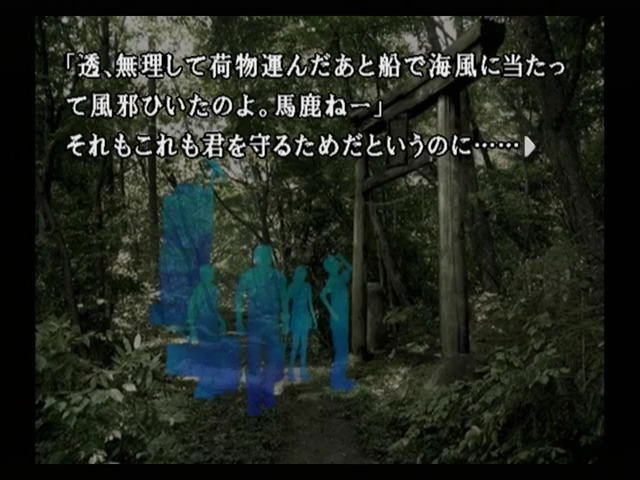 「透、無理して荷物運んだあと船で海風に当たっ
て風邪ひいたのよ。馬鹿ねー」
それもこれも君を守るためだというのに……